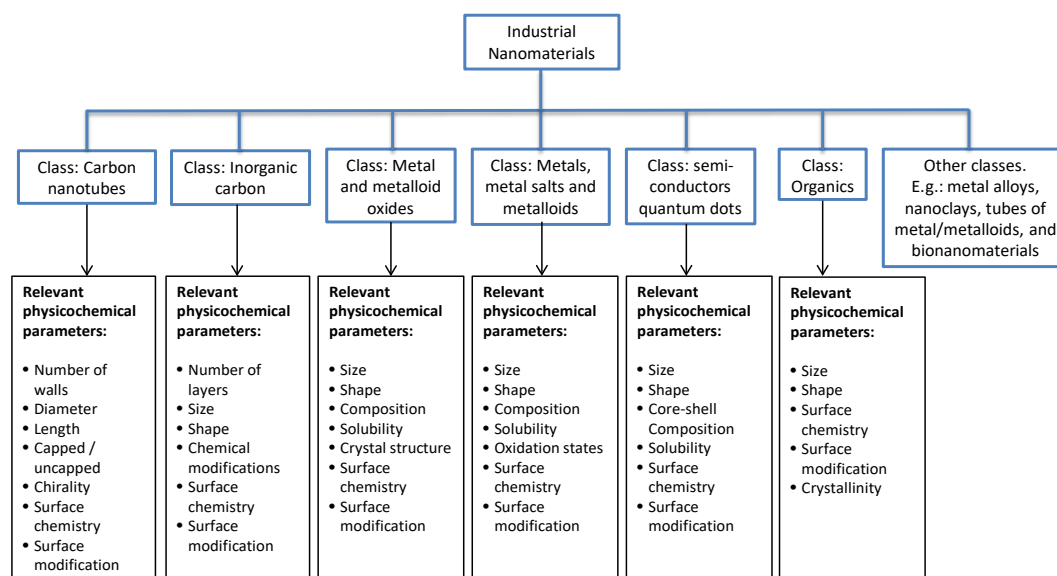 Industrial
Nanomaterials
Class: Carbon
nanotubes
Class: Inorganic
carbon
Class: Metal
and metalloid
oxides
Class: Metals,
metal salts and
metalloids
Class: semi-
conductors
quantum dots
Class:
Organics
Other classes.
E.g.: metal alloys,
nanoclays, tubes of
metal/metalloids, and
bionanomaterials
Relevant
physicochemical
parameters:
• Number of
walls
• Diameter
• Length
• Capped /
uncapped
• Chirality
• Surface
chemistry
• Surface
modification
Relevant
physicochemical
parameters:
• Number of
layers
• Size
• Shape
• Chemical
modifications
• Surface
chemistry
• Surface
modification
Relevant
physicochemical
parameters:
• Size
• Shape
• Composition
• Solubility
• Crystal structure
• Surface
chemistry
• Surface
modification
Relevant
physicochemical
parameters:
• Size
• Shape
• Composition
• Solubility
• Oxidation states
• Surface
chemistry
• Surface
modification
Relevant
physicochemical
parameters:
• Size
• Shape
• Core-shell
Composition
• Solubility
• Surface
chemistry
• Surface
modification
Relevant
physicochemical
parameters:
• Size
• Shape
• Surface
chemistry
• Surface
modification
• Crystallinity